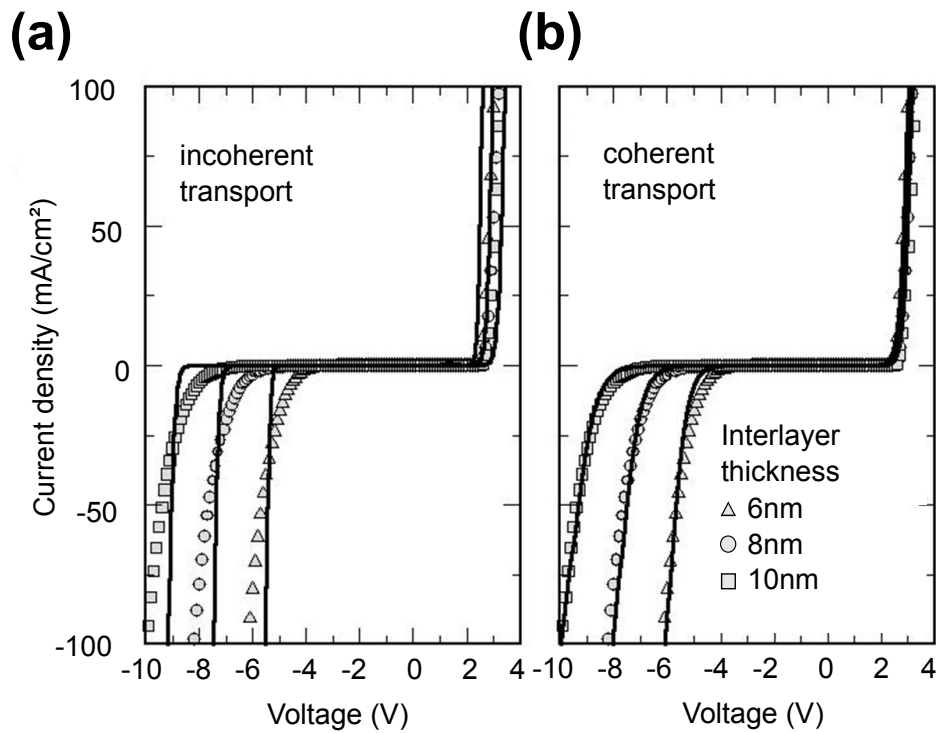 (a)
(b)
Current density (mA/cm²)
100
50
0
-50
-100
incoherent
transport
-10 -8 -6 -4 -2 0 2 4
Voltage (V)
coherent
transport
Interlayer
thickness
6nm
8nm
10nm
-10 -8 -6 -4 -2 0 2 4
Voltage (V)